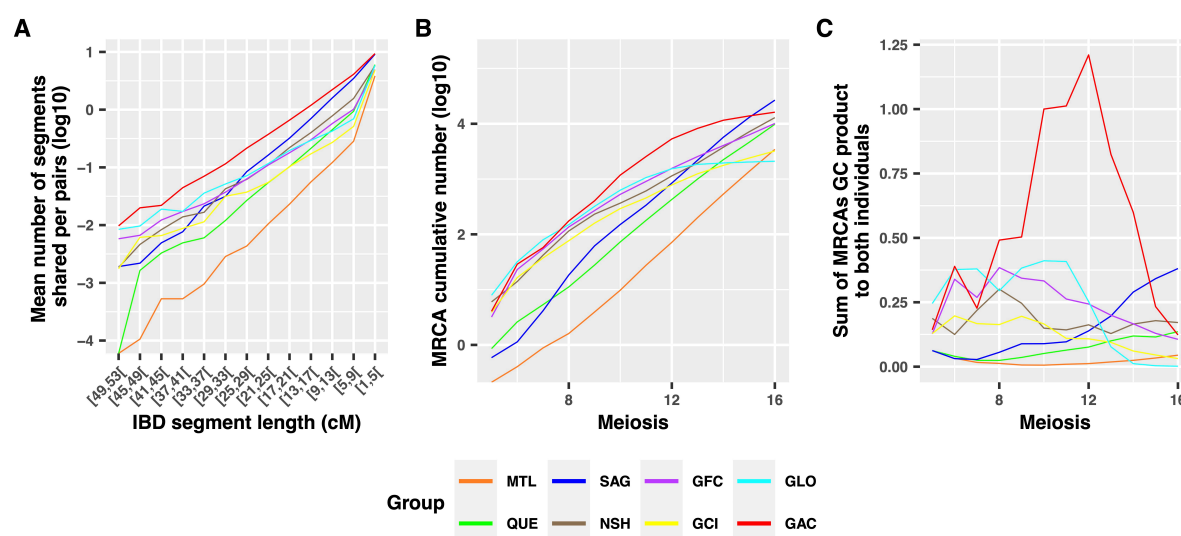 A
Mean number of segments
shared per pairs (log10)
1
0
−1
−2
−3
−4
[49,53[
[45,49[
[41,45[
[37,41[
[33,37[
[29,33[
[25,29[
[21,25[
[17,21[
[13,17[
[9,13[
[5,9[
[1,5[
IBD segment length (cM)
B
MRCA cumulative number (log10)
4
2
0
8
12
16
Meiosis
C
Sum of MRCAs GC product
to both individuals
1.25
1.00
0.75
0.50
0.25
0.00
8
12
16
Meiosis
Group
MTL
SAG
GFC
GLO
QUE
NSH
GCI
GAC